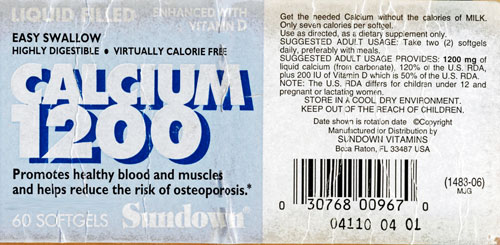 LIQUID FILLED
ENHANCED WITH
VITAMIN D
EASY SWALLOW
HIGHLY DIGESTIBLE • VIRTUALLY CALORIE FREE
CALCIUM
1200
Promotes healthy blood and muscles
and helps reduce the risk of osteoporosis.*
60 SOFTGELS Sundown
Get the needed Calcium without the calories of MILK.
Only seven calories per softgel.
Use as directed, as a dietary supplement only.
SUGGESTED ADULT USAGE: Take two (2) softgels
daily, preferably with meals.
SUGGESTED ADULT USAGE PROVIDES: 1200 mg of
liquid calcium (from carbonate), 120% of the U.S. RDA,
plus 200 IU of Vitamin D which is 50% of the U.S. RDA.
NOTE: The U.S. RDA differs for children under 12 and
pregnant or lactating women.
STORE IN A COOL DRY ENVIRONMENT.
KEEP OUT OF THE REACH OF CHILDREN.
Date shown is rotation date ©Copyright
Manufactured for Distribution by
SUNDOWN VITAMINS
Boca Raton, FL 33487 USA
(1483-06)
MJG
0 30768 00967 0
04110 04 01